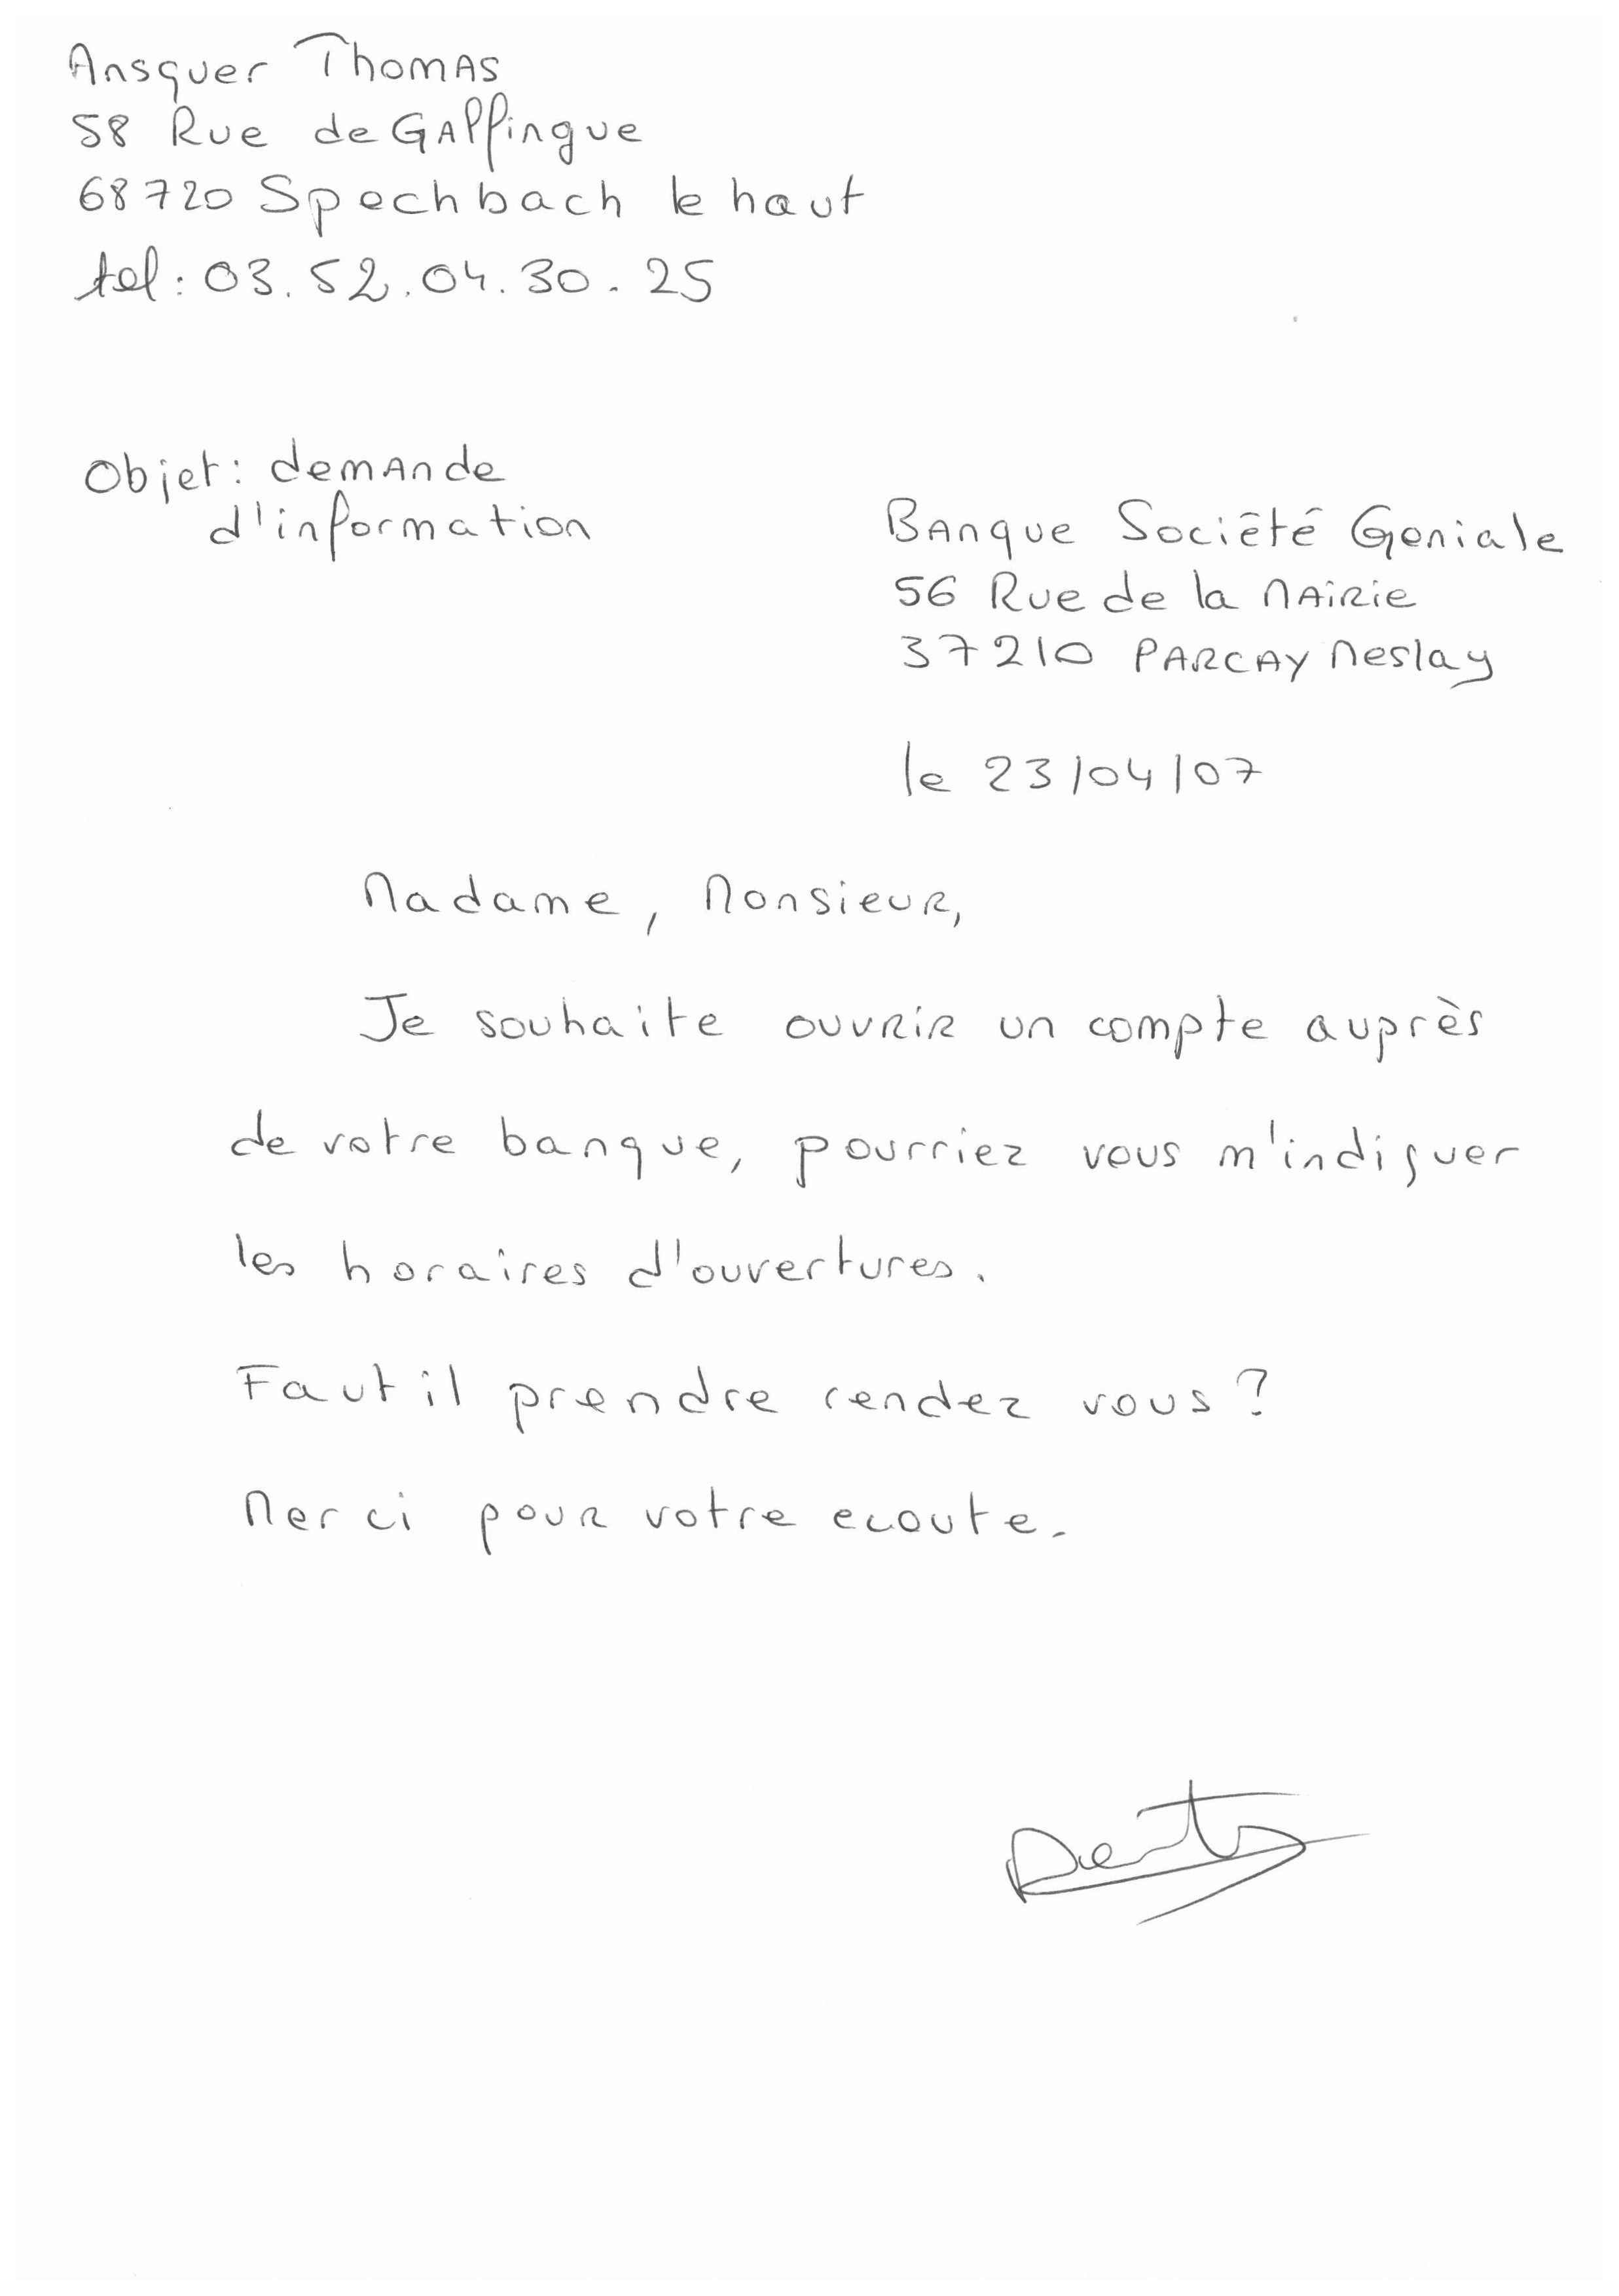 Ansquer Thomas
58 Rue de Galfingue
68720 Spechbach le haut
tel: 03.52.04.30.25
Objet: demande
d'information
Banque Société Geniale
56 Rue de la Mairie
37210 PARCAY Meslay
le 23/04/07
Madame, Monsieur,
Je souhaite ouvrir un compte auprès
de votre banque, pourriez vous m'indiquer
les horaires d'ouvertures.
Faut il prendre rendez vous?
Merci pour votre ecoute.